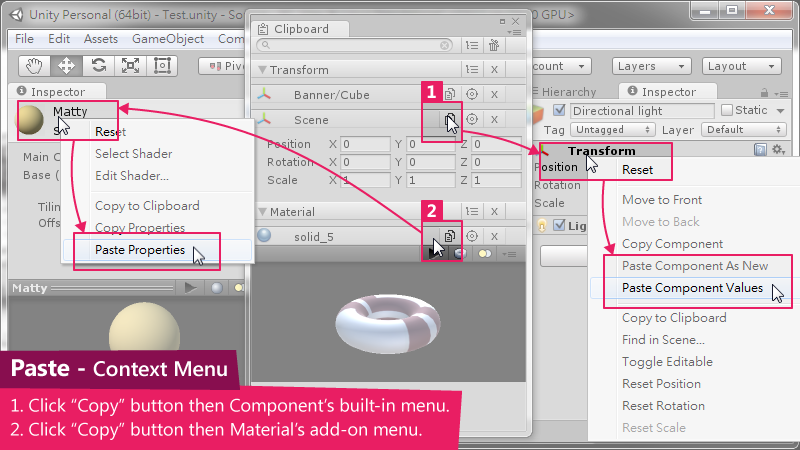 Unity Personal (64bit) - Test.unity - So
0 GPU>
File Edit Assets GameObject Com
Pivo
Layers
Layout
Inspector
Matty
S
Main C
Base (
Tilin
Offs
Reset
Select Shader
Edit Shader...
Copy to Clipboard
Copy Properties
Paste Properties
Matty
Clipboard
Transform
X
Banner/Cube
X
1
Scene
Position X 0 Y 0 Z 0
Rotation X 0 Y 0 Z 0
Scale X 1 Y 1 Z 1
Material
X
2
solid_5
X
Hierarchy
Inspector
Directional light
Static
Tag Untagged Layer Default
Transform
Position
Rotation
Scale
Lig
Reset
Move to Front
Move to Back
Copy Component
Paste Component As New
Paste Component Values
Copy to Clipboard
Find in Scene...
Toggle Editable
Reset Position
Reset Rotation
Reset Scale
Paste - Context Menu
1. Click “Copy” button then Component’s built-in menu.
2. Click “Copy” button then Material’s add-on menu.